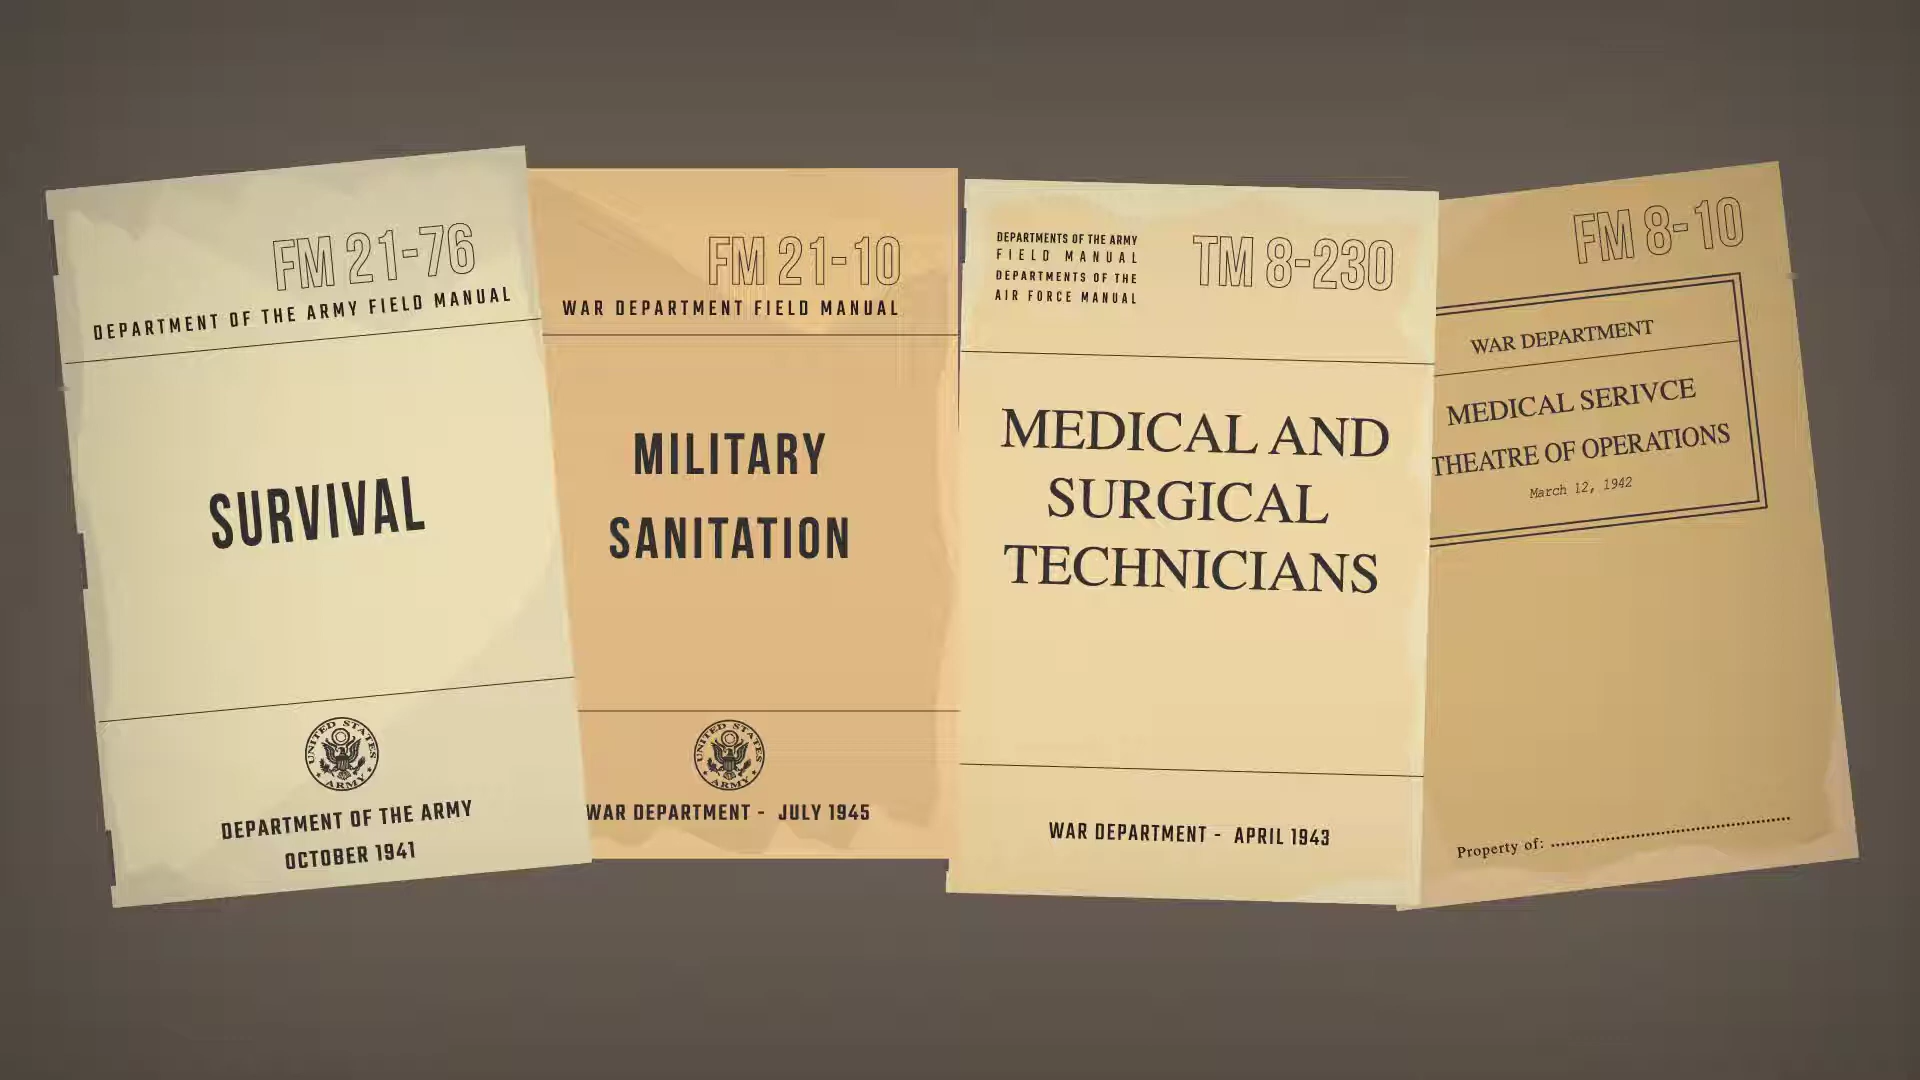 FM 21-76
DEPARTMENT OF THE ARMY FIELD MANUAL
SURVIVAL
UNITED STATES
ARMY
DEPARTMENT OF THE ARMY
OCTOBER 1941
FM 21-10
WAR DEPARTMENT FIELD MANUAL
MILITARY
SANITATION
UNITED STATES
ARMY
WAR DEPARTMENT - JULY 1945
DEPARTMENTS OF THE ARMY
FIELD MANUAL
DEPARTMENTS OF THE
AIR FORCE MANUAL
TM 8-230
MEDICAL AND
SURGICAL
TECHNICIANS
WAR DEPARTMENT - APRIL 1943
FM 8-10
WAR DEPARTMENT
MEDICAL SERIVCE
THEATRE OF OPERATIONS
March 12, 1942
Property of: ..................................................